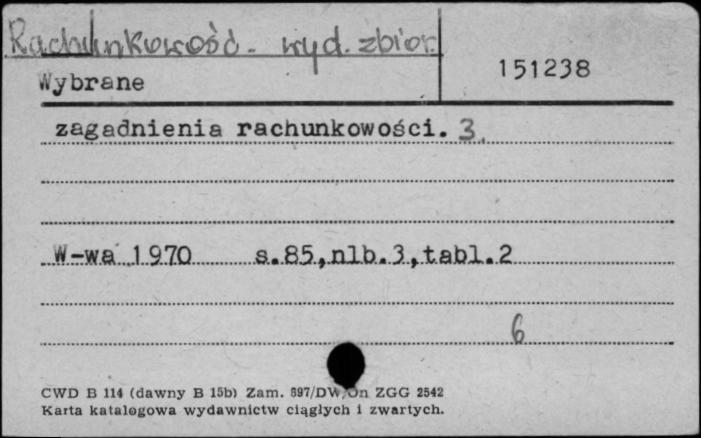 Rachunkowość - wyd. zbior.
151238
Wybrane
zagadnienia rachunkowości. 3.
W-wa 1970 s.85,nlb.3,tabl.2
6
CWD B 114 (dawny B 15b) Zam. 897/DW/On ZGG 2542
Karta katalogowa wydawnictw ciągłych i zwartych.